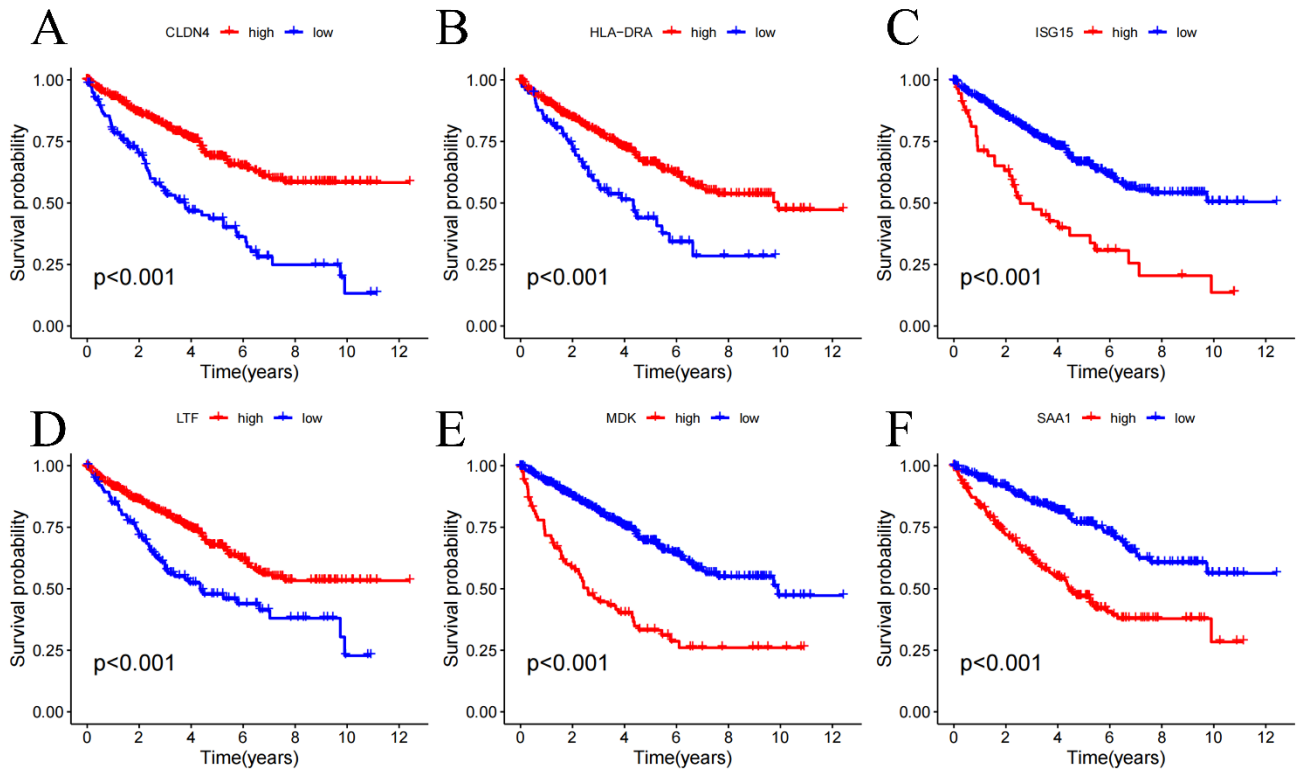 A
CLDN4 high low
Survival probability
1.00
0.75
0.50
0.25
0.00
p<0.001
0 2 4 6 8 10 12
Time(years)
B
HLA−DRA high low
Survival probability
1.00
0.75
0.50
0.25
0.00
p<0.001
0 2 4 6 8 10 12
Time(years)
C
ISG15 high low
Survival probability
1.00
0.75
0.50
0.25
0.00
p<0.001
0 2 4 6 8 10 12
Time(years)
D
LTF high low
Survival probability
1.00
0.75
0.50
0.25
0.00
p<0.001
0 2 4 6 8 10 12
Time(years)
E
MDK high low
Survival probability
1.00
0.75
0.50
0.25
0.00
p<0.001
0 2 4 6 8 10 12
Time(years)
F
SAA1 high low
Survival probability
1.00
0.75
0.50
0.25
0.00
p<0.001
0 2 4 6 8 10 12
Time(years)